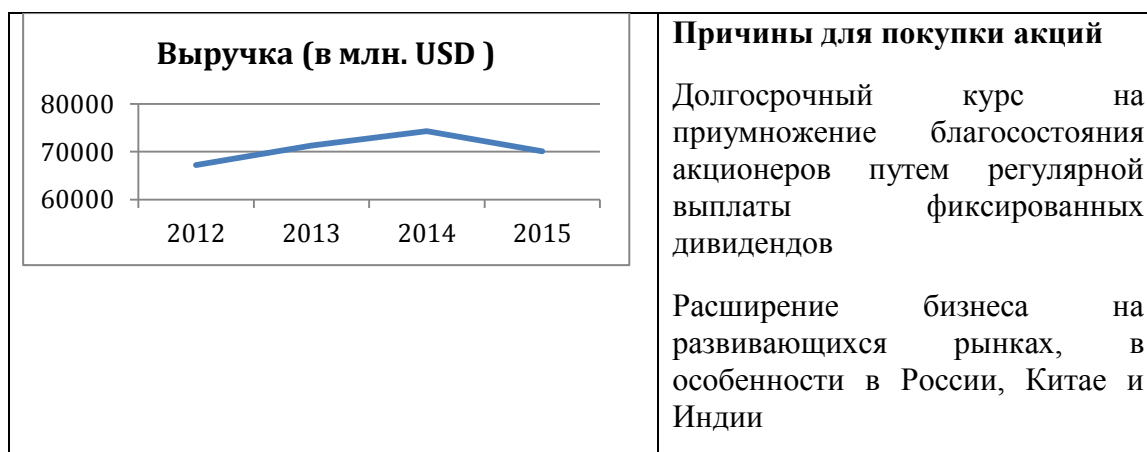 Выручка (в млн. USD )
80000
70000
60000
2012 2013 2014 2015
Причины для покупки акций
Долгосрочный курс на
приумножение благосостояния
акционеров путем регулярной
выплаты фиксированных
дивидендов
Расширение бизнеса на
развивающихся рынках, в
особенности в России, Китае и
Индии